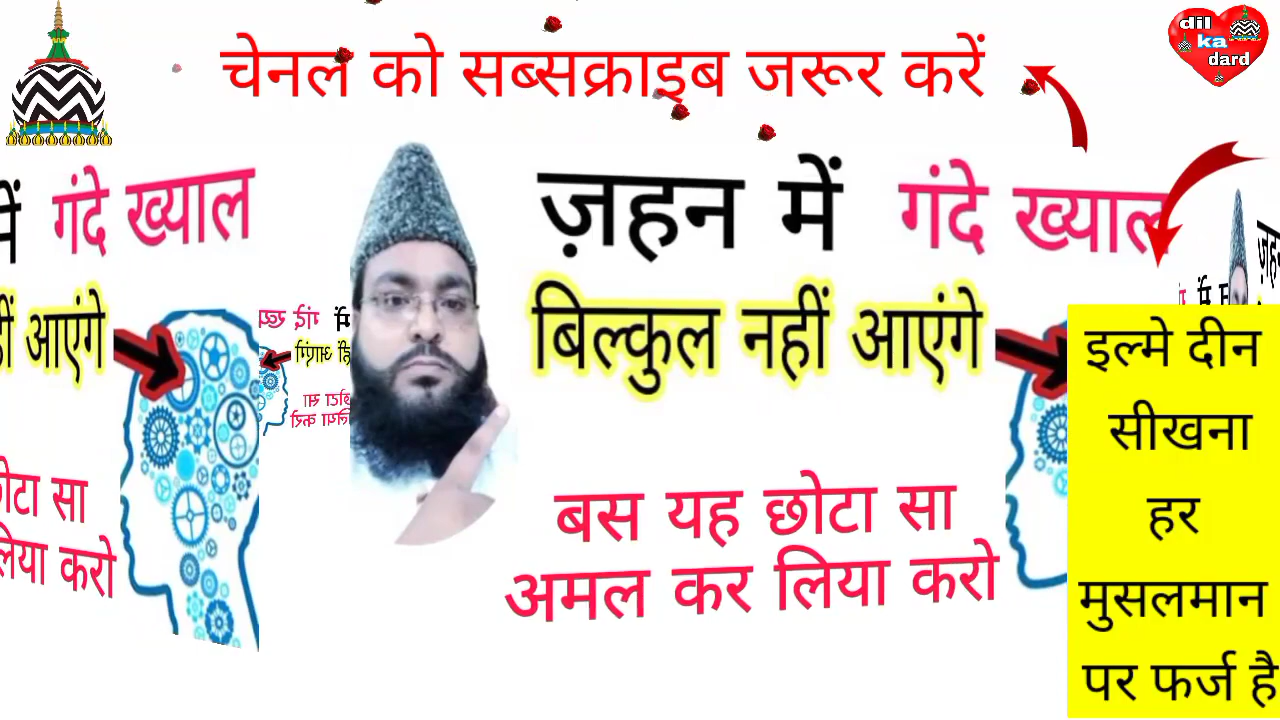 चेनल को सब्सक्राइब जरूर करें
dil
ka
dard
में गंदे ख्याल
ज़हन में गंदे ख्याल
नहीं आएंगे
बिल्कुल नहीं आएंगे
छोटा सा
लिया करो
बस यह छोटा सा
अमल कर लिया करो
इल्मे दीन
सीखना
हर
मुसलमान
पर फर्ज है